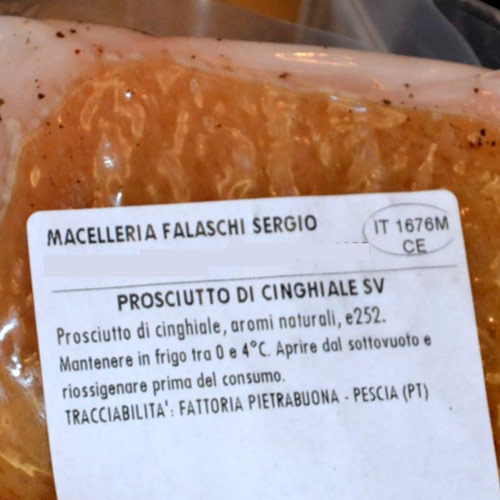 MACELLERIA FALASCHI SERGIO
IT 1676M
CE
PROSCIUTTO DI CINGHIALE SV
Prosciutto di cinghiale, aromi naturali, e252.
Mantenere in frigo tra 0 e 4°C. Aprire dal sottovuoto e
riossigenare prima del consumo.
TRACCIABILITA': FATTORIA PIETRABUONA - PESCIA (PT)